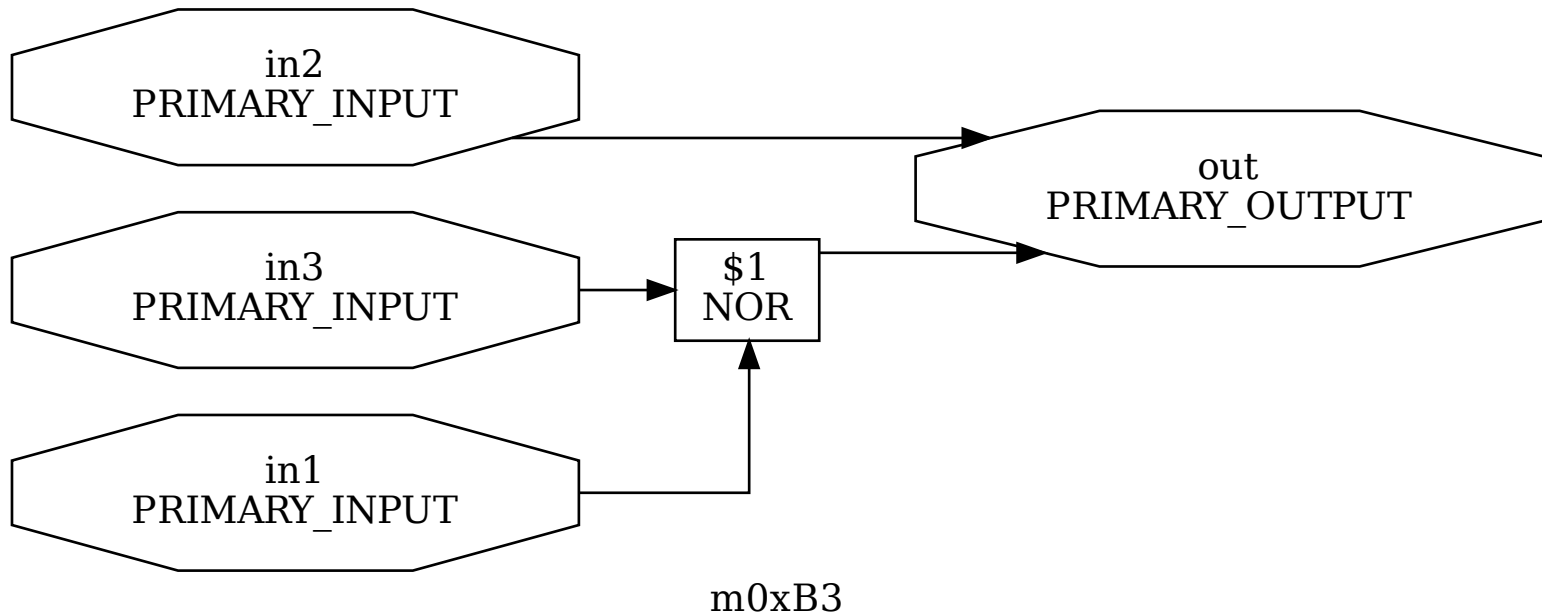 in2
PRIMARY_INPUT
out
PRIMARY_OUTPUT
in3
PRIMARY_INPUT
$1
NOR
in1
PRIMARY_INPUT
m0xB3